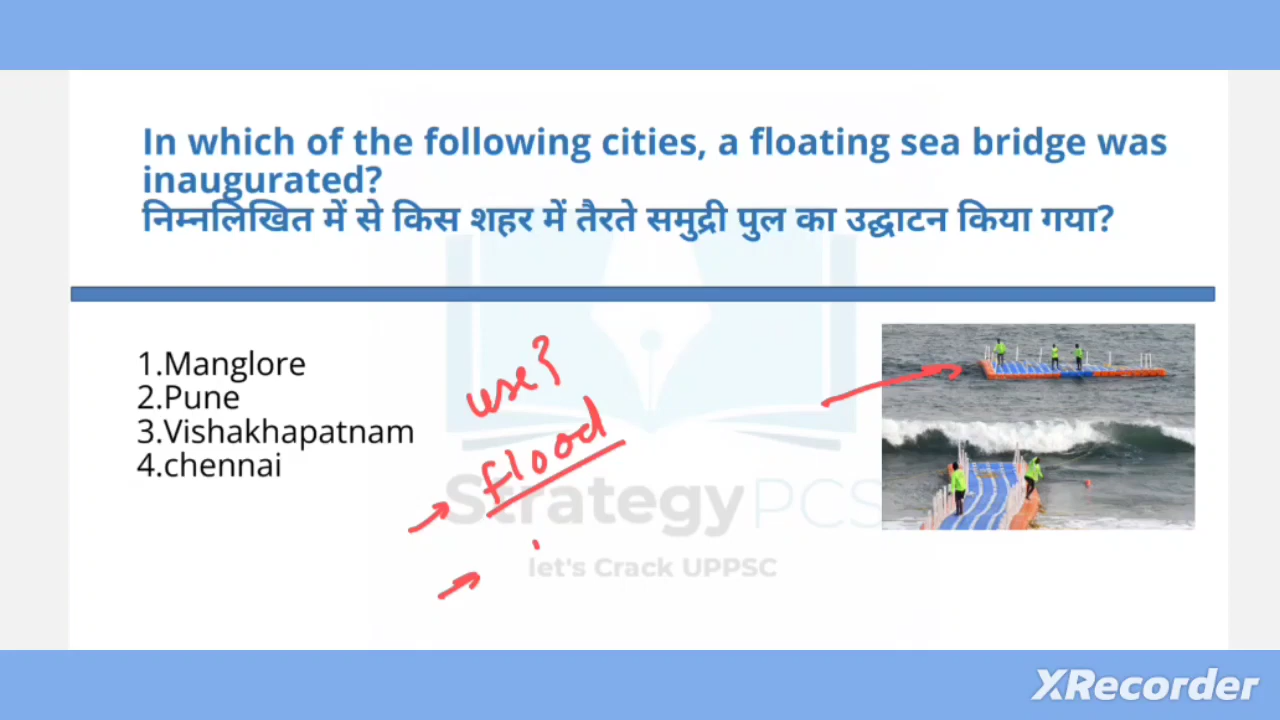 In which of the following cities, a floating sea bridge was
inaugurated?
निम्नलिखित में से किस शहर में तैरते समुद्री पुल का उद्घाटन किया गया?
1.Manglore
2.Pune
3.Vishakhapatnam
4.chennai
use?
flood
StrategyPCS
let's Crack UPPSC
XRecorder